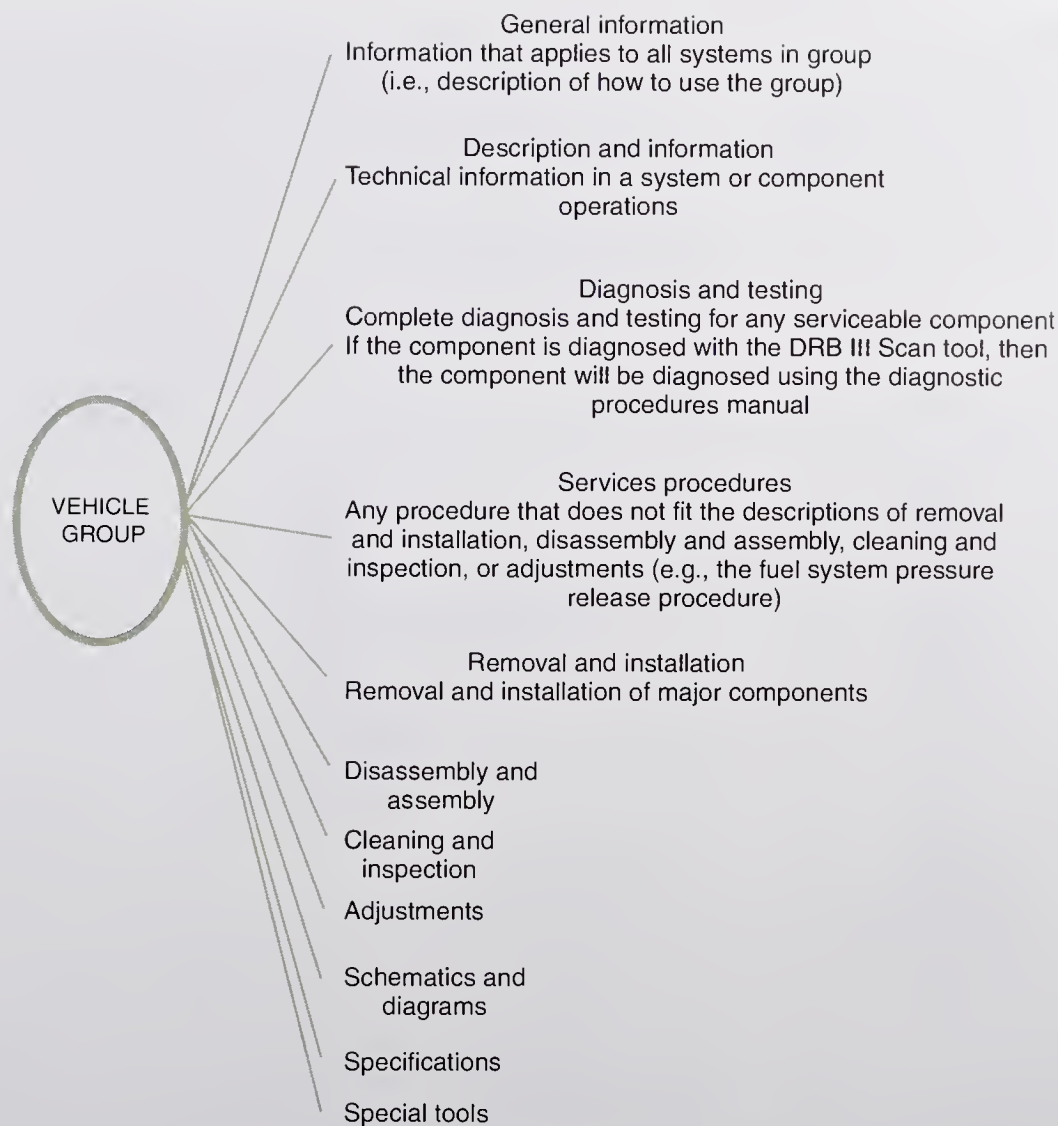 General information
Information that applies to all systems in group
(i.e., description of how to use the group)
Description and information
Technical information in a system or component
operations
Diagnosis and testing
Complete diagnosis and testing for any serviceable component
If the component is diagnosed with the DRB III Scan tool, then
the component will be diagnosed using the diagnostic
procedures manual
VEHICLE
GROUP
Services procedures
Any procedure that does not fit the descriptions of removal
and installation, disassembly and assembly, cleaning and
inspection, or adjustments (e.g., the fuel system pressure
release procedure)
Removal and installation
Removal and installation of major components
Disassembly and
assembly
Cleaning and
inspection
Adjustments
Schematics and
diagrams
Specifications
Special tools